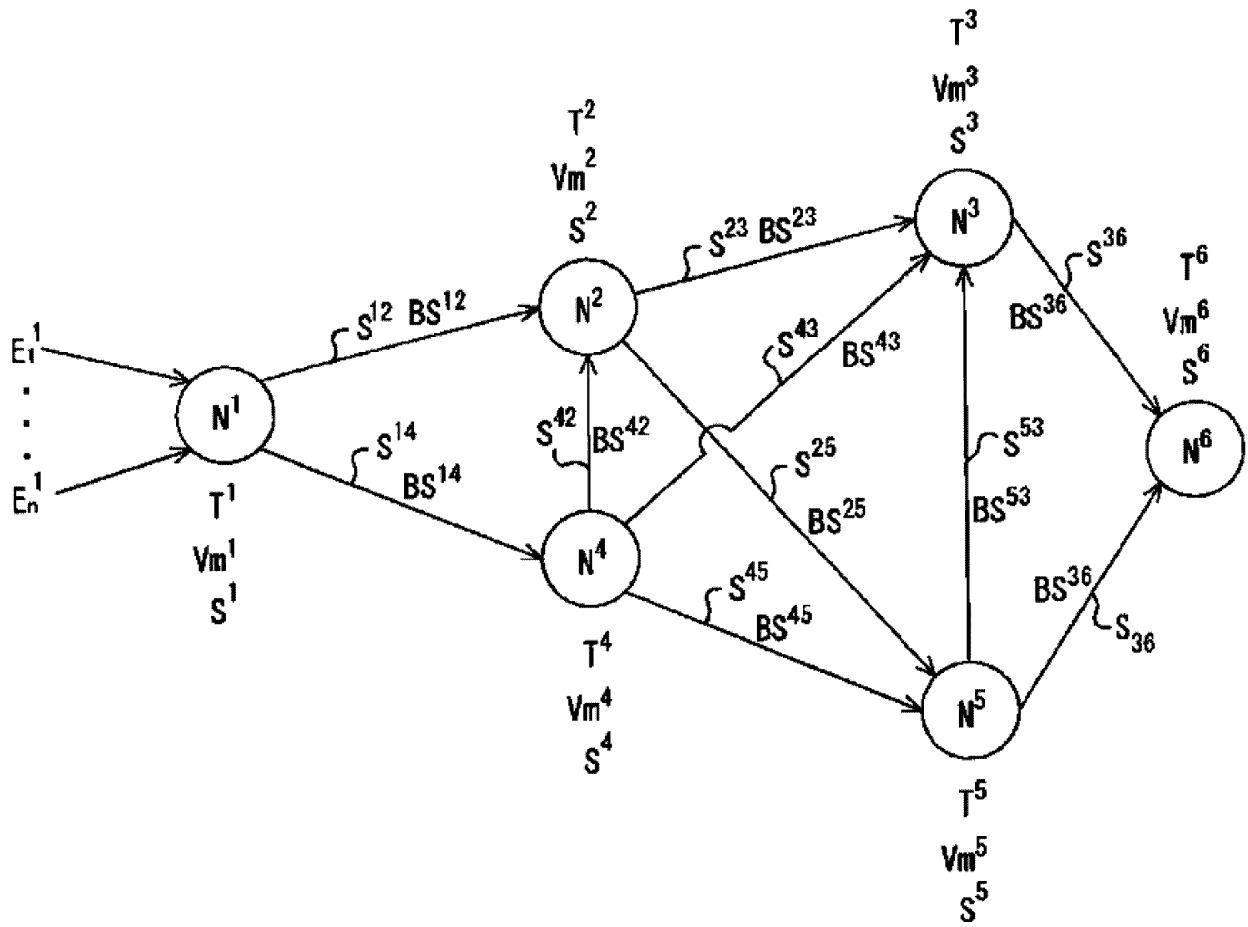 T³
Vm³
S³
N³
T²
Vm²
S²
N²
S²³ BS²³
S³⁶
BS³⁶
T⁶
Vm⁶
S⁶
N⁶
S¹² BS¹²
S⁴³
BS⁴³
E₁¹
.
.
.
Eₙ¹
N¹
T¹
Vm¹
S¹
S¹⁴
BS¹⁴
S⁴²
BS⁴²
S²⁵
BS²⁵
S⁵³
BS⁵³
N⁴
T⁴
Vm⁴
S⁴
S⁴⁵
BS⁴⁵
BS³⁶
S₃₆
N⁵
T⁵
Vm⁵
S⁵